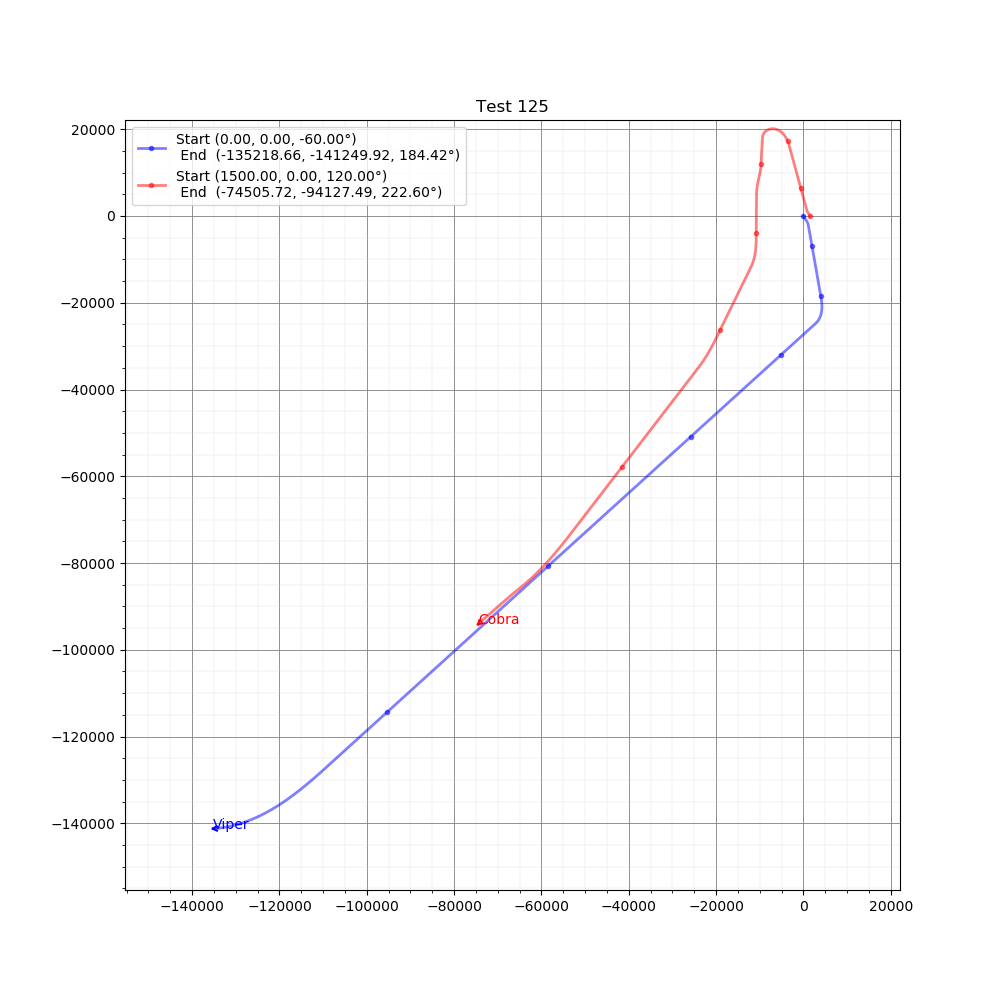 Test 125
Start (0.00, 0.00, -60.00°)
End (-135218.66, -141249.92, 184.42°)
Start (1500.00, 0.00, 120.00°)
End (-74505.72, -94127.49, 222.60°)
20000
0
−20000
−40000
−60000
−80000
−100000
−120000
−140000
Cobra
Viper
−140000 −120000 −100000 −80000 −60000 −40000 −20000 0 20000